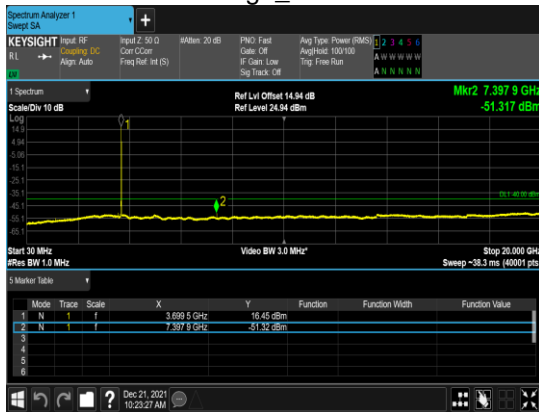 Spectrum Analyzer 1
Swept SA
+
KEYSIGHT Input: RF Input Z: 50 Ω #Atten: 20 dB PNO: Fast Avg Type: Power (RMS) 1 2 3 4 5 6
RL Coupling: DC Corr CCorr Gate: Off Avg|Hold: 100/100 A W W W W W
Align: Auto Freq Ref: Int (S) IF Gain: Low Trig: Free Run
Sig Track: Off A N N N N N
1 Spectrum Ref Lvl Offset 14.94 dB Mkr2 7.397 9 GHz
Scale/Div 10 dB Ref Level 24.94 dBm -51.317 dBm
Log
14.9
4.94
-5.06
-15.1
-25.1
-35.1
-45.1
-55.1
-65.1
1
2
Start 30 MHz Video BW 3.0 MHz* Stop 20.000 GHz
#Res BW 1.0 MHz Sweep ~38.3 ms (40001 pts)
5 Marker Table
Mode Trace Scale X Y Function Function Width Function Value
1 N 1 f 3.699 5 GHz 16.45 dBm
2 N 1 f 7.397 9 GHz -51.32 dBm
3
4
5
6
? Dec 21, 2021
10:23:27 AM